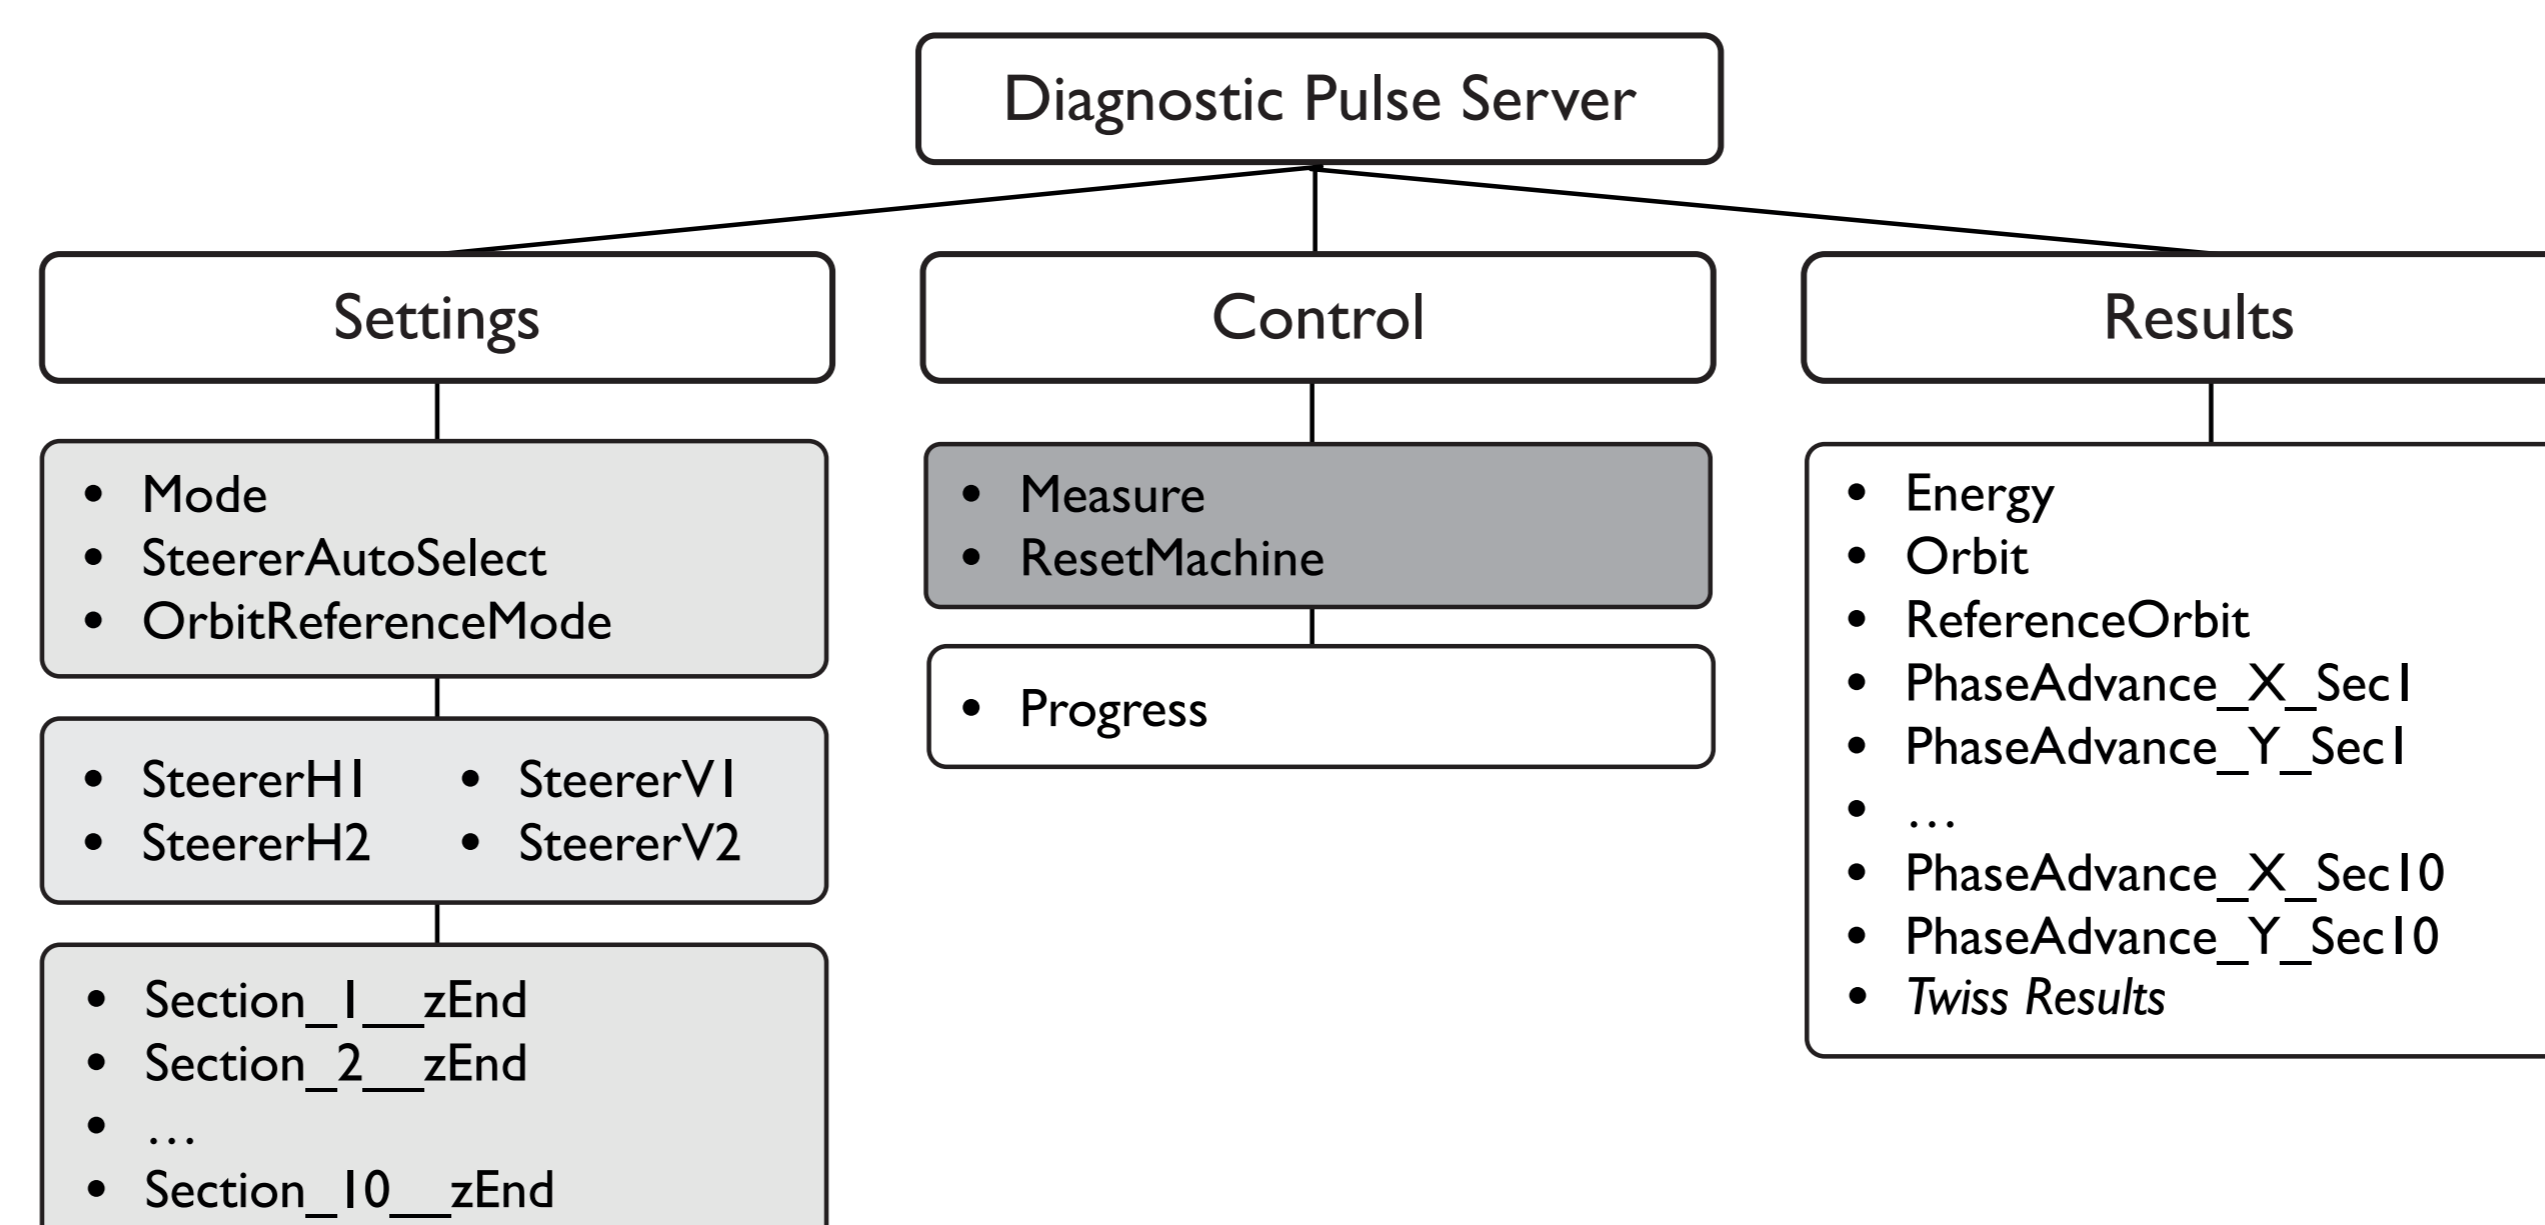 Diagnostic Pulse Server
Settings
Control
Results
• Mode
• SteererAutoSelect
• OrbitReferenceMode
• SteererH1
• SteererH2
• SteererV1
• SteererV2
• Section_1__zEnd
• Section_2__zEnd
• …
• Section_10__zEnd
• Measure
• ResetMachine
• Progress
• Energy
• Orbit
• ReferenceOrbit
• PhaseAdvance_X_Sec1
• PhaseAdvance_Y_Sec1
• …
• PhaseAdvance_X_Sec10
• PhaseAdvance_Y_Sec10
• Twiss Results